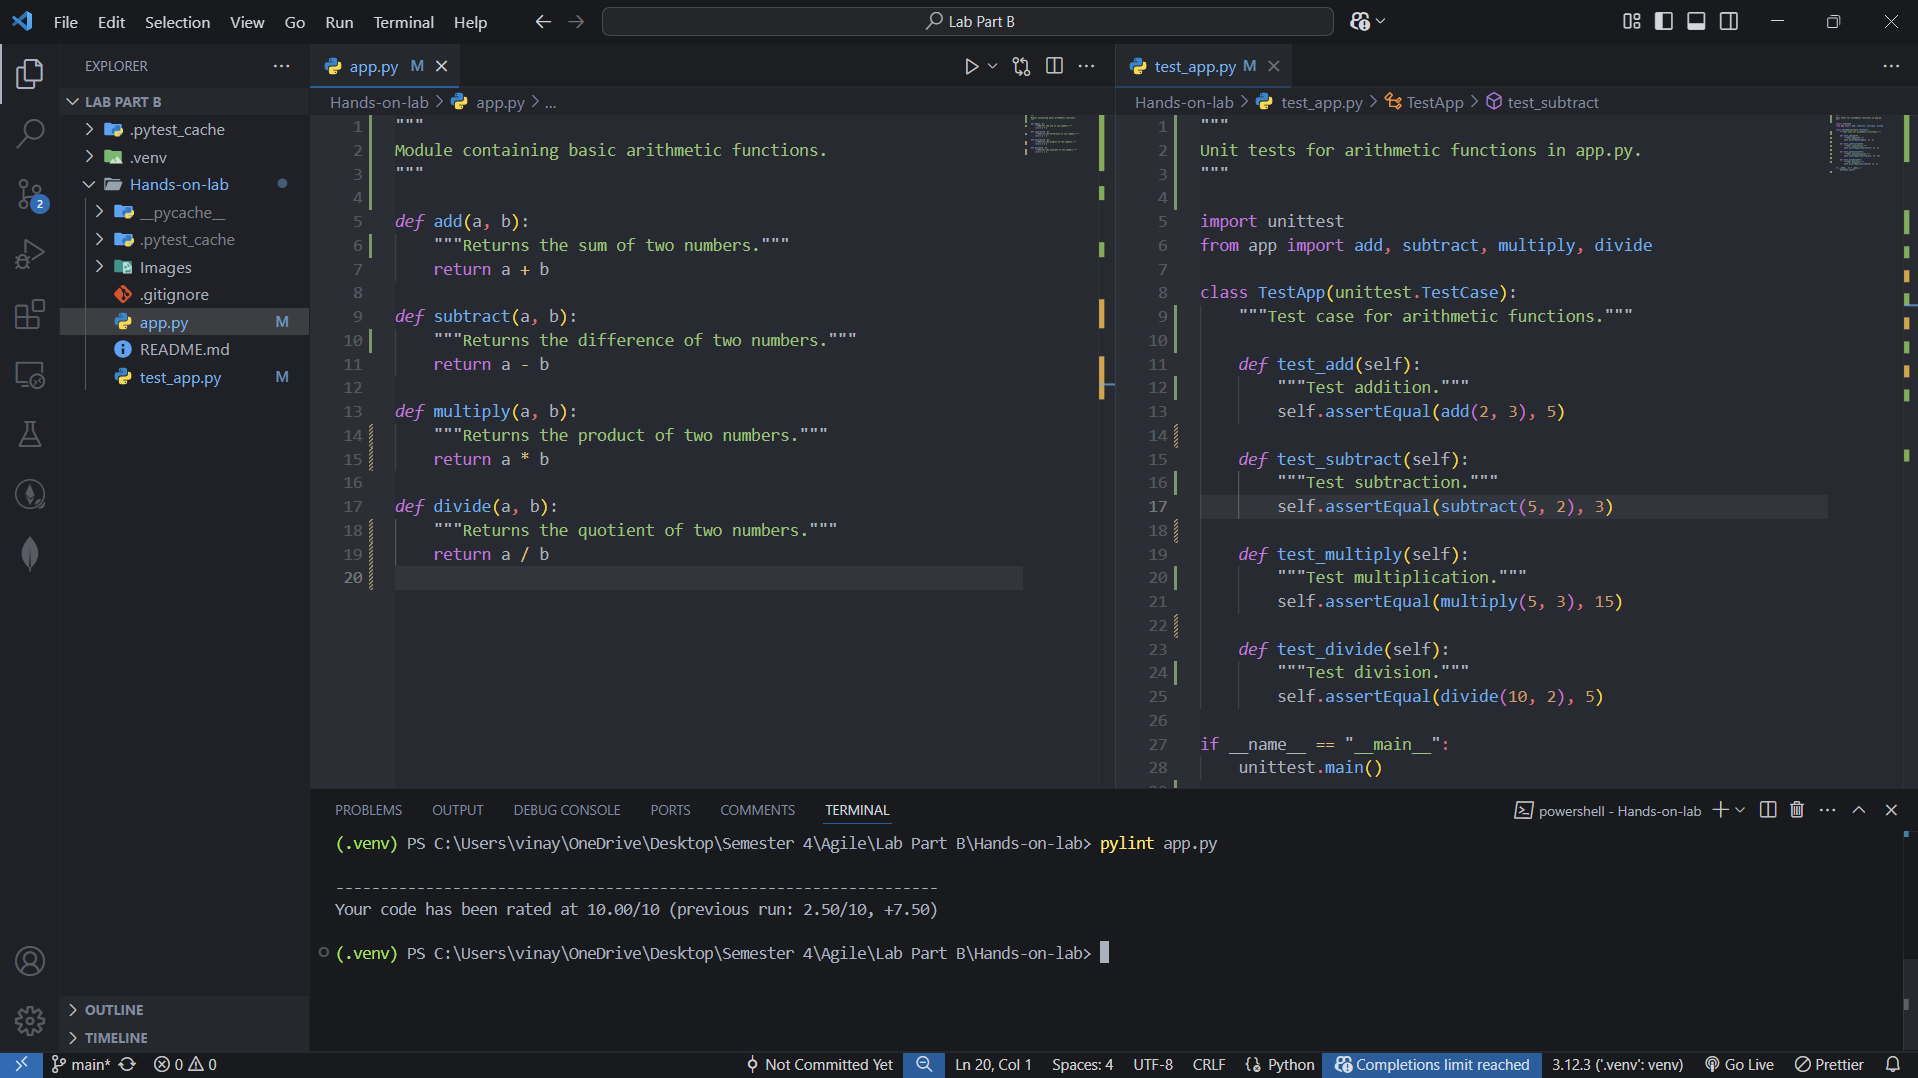 File Edit Selection View Go Run Terminal Help
Lab Part B
EXPLORER
LAB PART B
.pytest_cache
.venv
Hands-on-lab
__pycache__
.pytest_cache
Images
.gitignore
app.py M
README.md
test_app.py M
OUTLINE
TIMELINE
2
app.py M
Hands-on-lab > app.py > ...
1 """
2 Module containing basic arithmetic functions.
3 """
4
5 def add(a, b):
6 """Returns the sum of two numbers."""
7 return a + b
8
9 def subtract(a, b):
10 """Returns the difference of two numbers."""
11 return a - b
12
13 def multiply(a, b):
14 """Returns the product of two numbers."""
15 return a * b
16
17 def divide(a, b):
18 """Returns the quotient of two numbers."""
19 return a / b
20
test_app.py M
Hands-on-lab > test_app.py > TestApp > test_subtract
1 """
2 Unit tests for arithmetic functions in app.py.
3 """
4
5 import unittest
6 from app import add, subtract, multiply, divide
7
8 class TestApp(unittest.TestCase):
9 """Test case for arithmetic functions."""
10
11 def test_add(self):
12 """Test addition."""
13 self.assertEqual(add(2, 3), 5)
14
15 def test_subtract(self):
16 """Test subtraction."""
17 self.assertEqual(subtract(5, 2), 3)
18
19 def test_multiply(self):
20 """Test multiplication."""
21 self.assertEqual(multiply(5, 3), 15)
22
23 def test_divide(self):
24 """Test division."""
25 self.assertEqual(divide(10, 2), 5)
26
27 if __name__ == "__main__":
28 unittest.main()
PROBLEMS OUTPUT DEBUG CONSOLE PORTS COMMENTS TERMINAL
powershell - Hands-on-lab
(.venv) PS C:\Users\vinay\OneDrive\Desktop\Semester 4\Agile\Lab Part B\Hands-on-lab> pylint app.py
-------------------------------------------------------------------
Your code has been rated at 10.00/10 (previous run: 2.50/10, +7.50)
(.venv) PS C:\Users\vinay\OneDrive\Desktop\Semester 4\Agile\Lab Part B\Hands-on-lab>
main* 0 0 Not Committed Yet Ln 20, Col 1 Spaces: 4 UTF-8 CRLF Python Completions limit reached 3.12.3 ('.venv': venv) Go Live Prettier